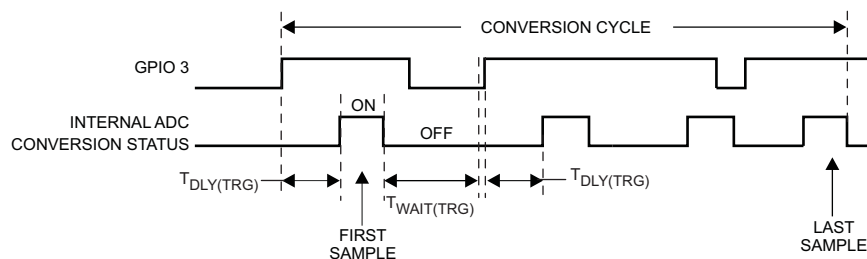 CONVERSION CYCLE
GPIO 3
ON
INTERNAL ADC
CONVERSION STATUS
OFF
TDLY(TRG)
TWAIT(TRG)
TDLY(TRG)
FIRST
SAMPLE
LAST
SAMPLE